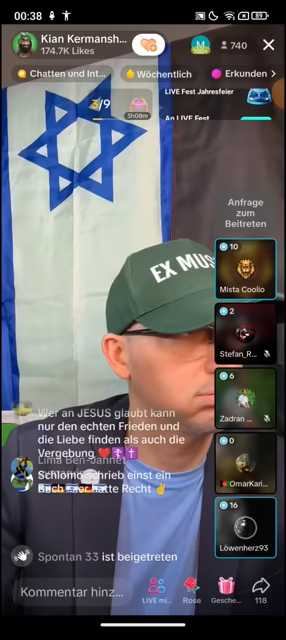 00:38
89
Kian Kermansh...
174.7K Likes
M
740
Chatten und Int...
Wöchentlich
Erkunden
3/9
3h08m
LIVE Fest Jahresfeier
An LIVE Fest
Anfrage
zum
Beitreten
EX MUS
10
Mista Coolio
2
Stefan_R...
6
Zadran ...
0
OmarKari...
16
Löwenherz93
Wer an JESUS glaubt kann
nur den echten Frieden und
die Liebe finden als auch die
Vergebung ❤️✝️✝️
Lima Ben-Jannet
Schlomo schrieb einst ein
hatte Recht ✌️
Spontan 33 ist beigetreten
Kommentar hinz...
LIVE mi...
Rose
Gesche...
118